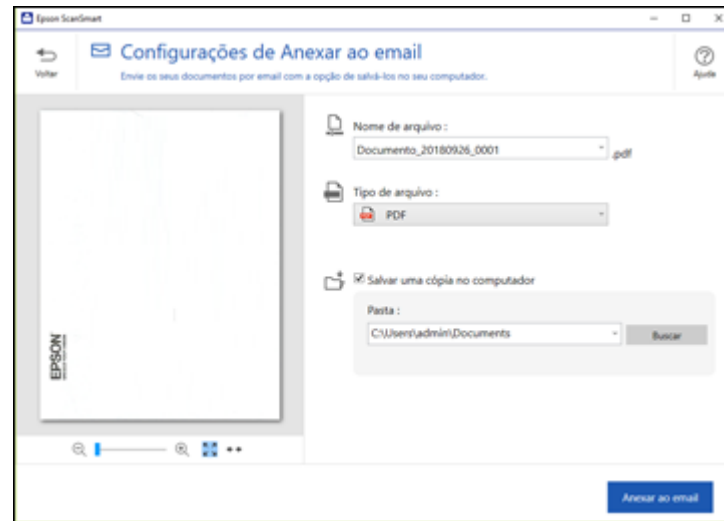 Epson ScanSmart
Voltar
Configurações de Anexar ao email
Envie os seus documentos por email com a opção de salvá-los no seu computador.
Ajuda
EPSON
Nome de arquivo :
Documento_20180926_0001
.pdf
Tipo de arquivo :
PDF
Salvar uma cópia no computador
Pasta :
C:\Users\admin\Documents
Buscar
Anexar ao email